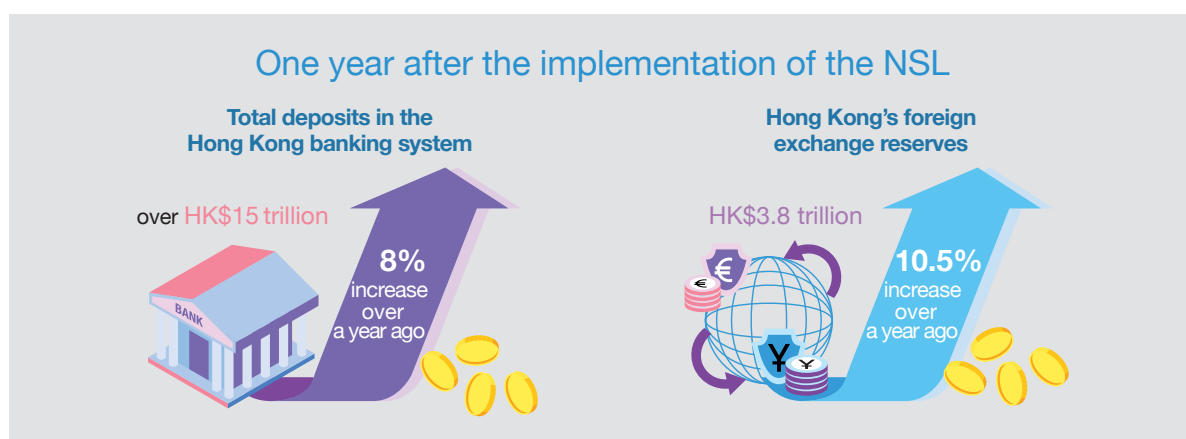 One year after the implementation of the NSL
Total deposits in the
Hong Kong banking system
over HK$15 trillion
8%
increase
over
a year ago
BANK
Hong Kong’s foreign
exchange reserves
HK$3.8 trillion
10.5%
increase
over
a year ago
€
€
¥
¥